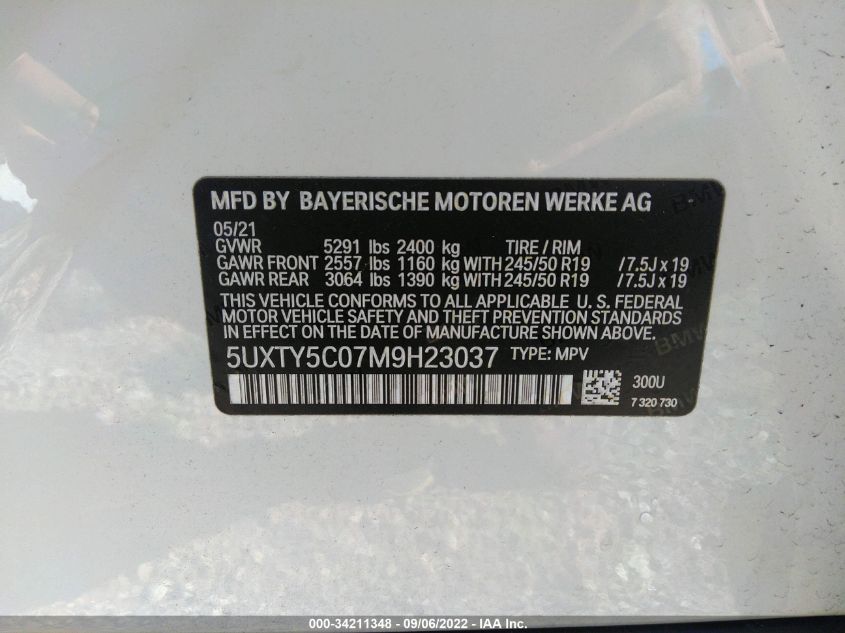 MFD BY BAYERISCHE MOTOREN WERKE AG
05/21
GVWR 5291 lbs 2400 kg TIRE / RIM
GAWR FRONT 2557 lbs 1160 kg WITH 245/50 R19 / 7.5J x 19
GAWR REAR 3064 lbs 1390 kg WITH 245/50 R19 / 7.5J x 19
THIS VEHICLE CONFORMS TO ALL APPLICABLE U. S. FEDERAL
MOTOR VEHICLE SAFETY AND THEFT PREVENTION STANDARDS
IN EFFECT ON THE DATE OF MANUFACTURE SHOWN ABOVE.
5UXTY5C07M9H23037 TYPE: MPV
300U
7 320 730
000-34211348 - 09/06/2022 - IAA Inc.